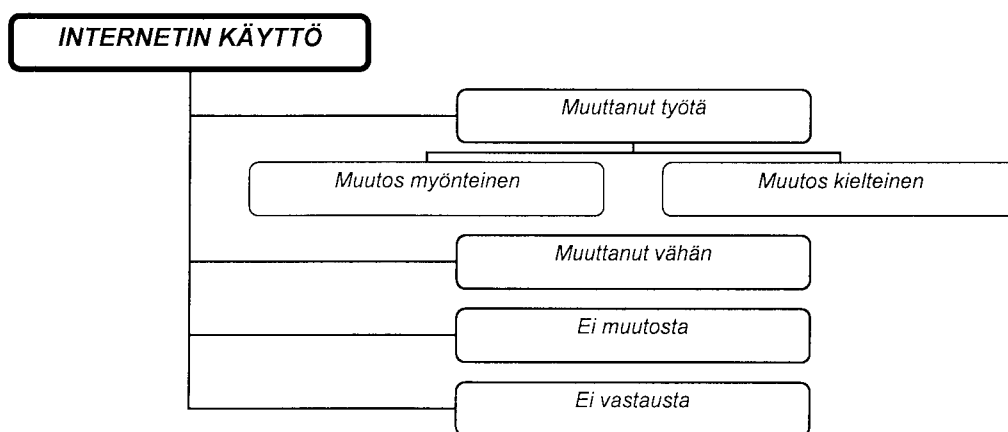 INTERNETIN KÄYTTÖ
Muuttanut työtä
Muutos myönteinen
Muutos kielteinen
Muuttanut vähän
Ei muutosta
Ei vastausta